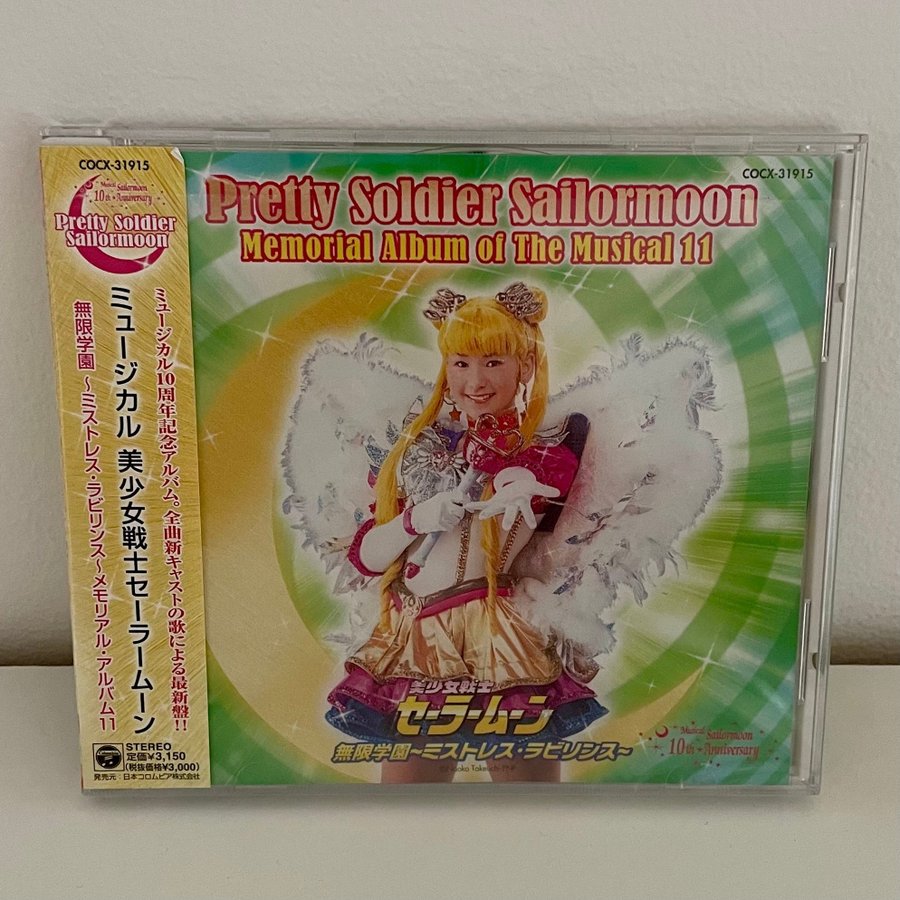 COCX-31915
Musical Sailormoon
10th Anniversary
Pretty Soldier
Sailormoon
ミュージカル10周年記念アルバム。全曲新キャストの歌による最新盤!!
ミュージカル 美少女戦士セーラームーン
無限学園 〜ミストレス・ラビリンス〜メモリアル・アルバム11
STEREO
定価¥3,150
(税抜価格¥3,000)
発売元:日本コロムビア株式会社
COCX-31915
Pretty Soldier Sailormoon
Memorial Album of The Musical 11
美少女戦士
セーラームーン
無限学園〜ミストレス・ラビリンス〜
Musical Sailormoon
10th Anniversary
Takeuchi